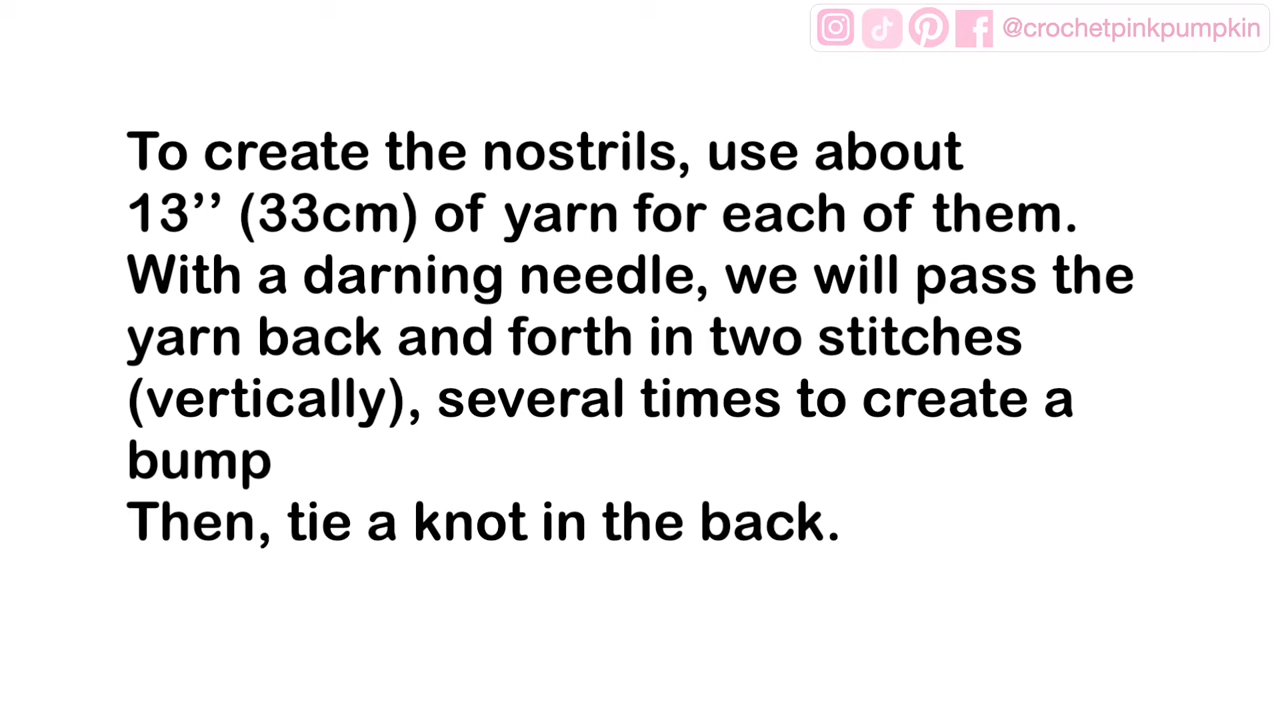 @crochetpinkpumpkin
To create the nostrils, use about
13’’ (33cm) of yarn for each of them.
With a darning needle, we will pass the
yarn back and forth in two stitches
(vertically), several times to create a
bump
Then, tie a knot in the back.